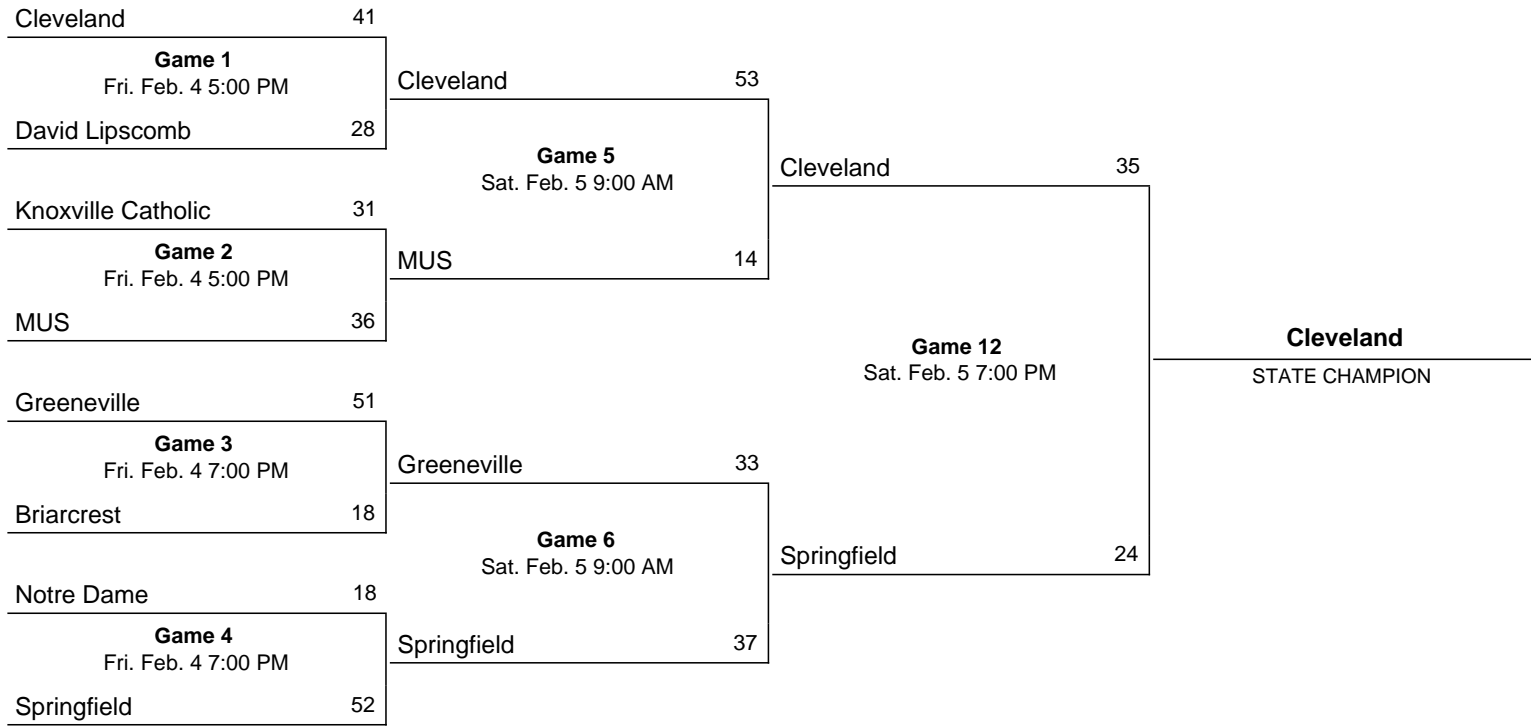 Cleveland 41
Game 1
Fri. Feb. 4 5:00 PM
David Lipscomb 28
Knoxville Catholic 31
Game 2
Fri. Feb. 4 5:00 PM
MUS 36
Greeneville 51
Game 3
Fri. Feb. 4 7:00 PM
Briarcrest 18
Notre Dame 18
Game 4
Fri. Feb. 4 7:00 PM
Springfield 52
Cleveland 53
Game 5
Sat. Feb. 5 9:00 AM
MUS 14
Greeneville 33
Game 6
Sat. Feb. 5 9:00 AM
Springfield 37
Cleveland 35
Game 12
Sat. Feb. 5 7:00 PM
Springfield 24
Cleveland
STATE CHAMPION